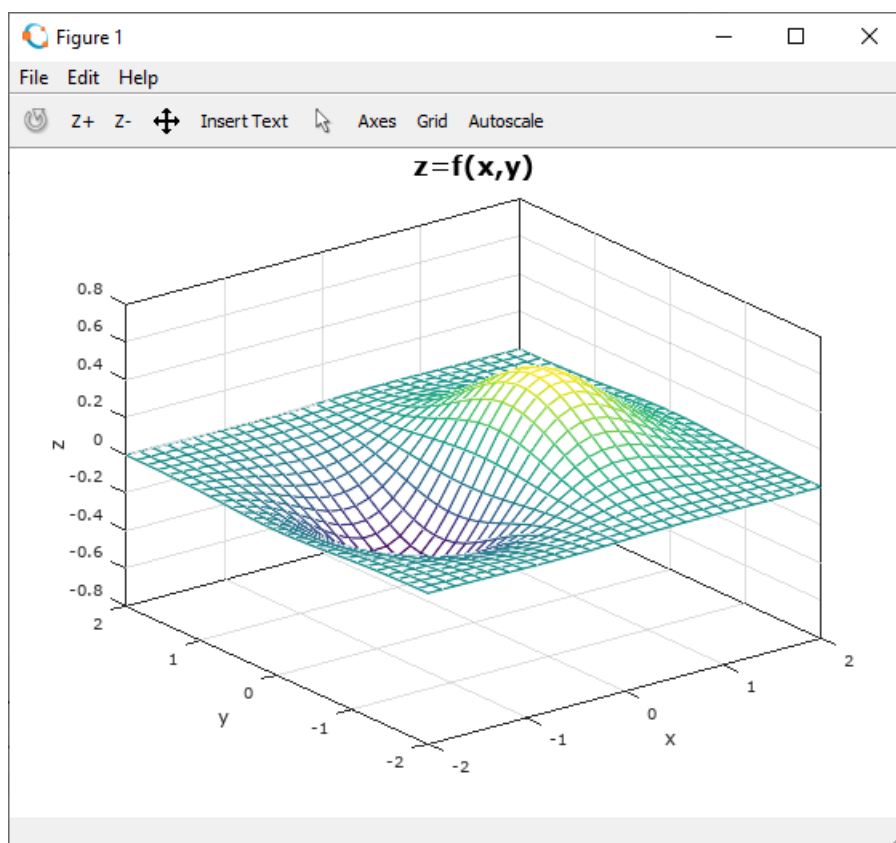 Figure 1
File Edit Help
Z+ Z- Insert Text Axes Grid Autoscale
z=f(x,y)
0.8
0.6
0.4
0.2
0
-0.2
-0.4
-0.6
-0.8
z
2
1
0
-1
-2
y
-2
-1
0
1
2
x